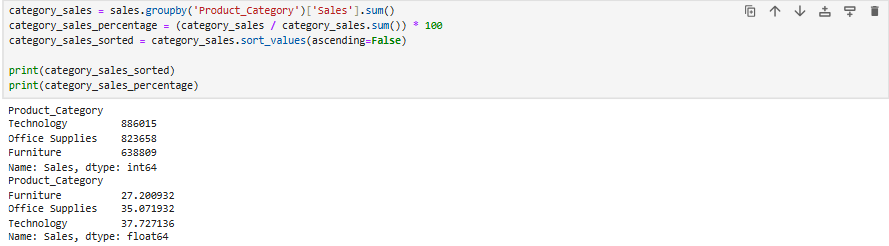 category_sales = sales.groupby('Product_Category')['Sales'].sum()
category_sales_percentage = (category_sales / category_sales.sum()) * 100
category_sales_sorted = category_sales.sort_values(ascending=False)

print(category_sales_sorted)
print(category_sales_percentage)
Product_Category
Technology         886015
Office Supplies    823658
Furniture          638809
Name: Sales, dtype: int64
Product_Category
Furniture          27.200932
Office Supplies    35.071932
Technology         37.727136
Name: Sales, dtype: float64